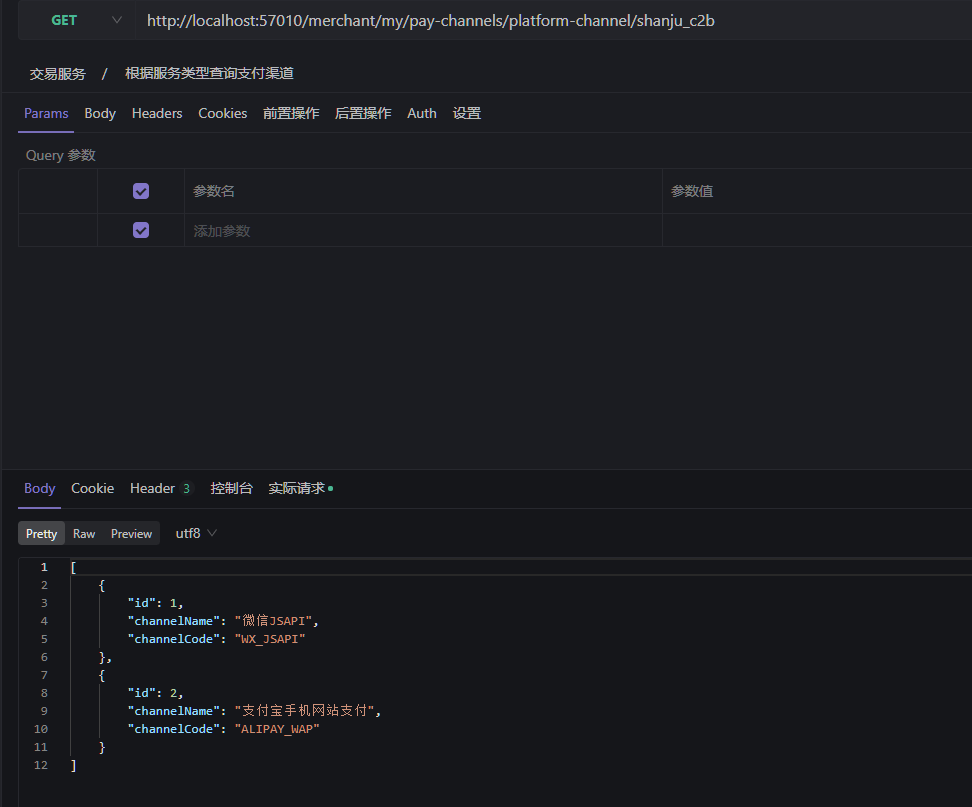 GET http://localhost:57010/merchant/my/pay-channels/platform-channel/shanju_c2b
交易服务 / 根据服务类型查询支付渠道
Params Body Headers Cookies 前置操作 后置操作 Auth 设置
Query 参数
参数名 参数值
添加参数
Body Cookie Header 3 控制台 实际请求
Pretty Raw Preview utf8
1 [
2 {
3 "id": 1,
4 "channelName": "微信JSAPI",
5 "channelCode": "WX_JSAPI"
6 },
7 {
8 "id": 2,
9 "channelName": "支付宝手机网站支付",
10 "channelCode": "ALIPAY_WAP"
11 }
12 ]